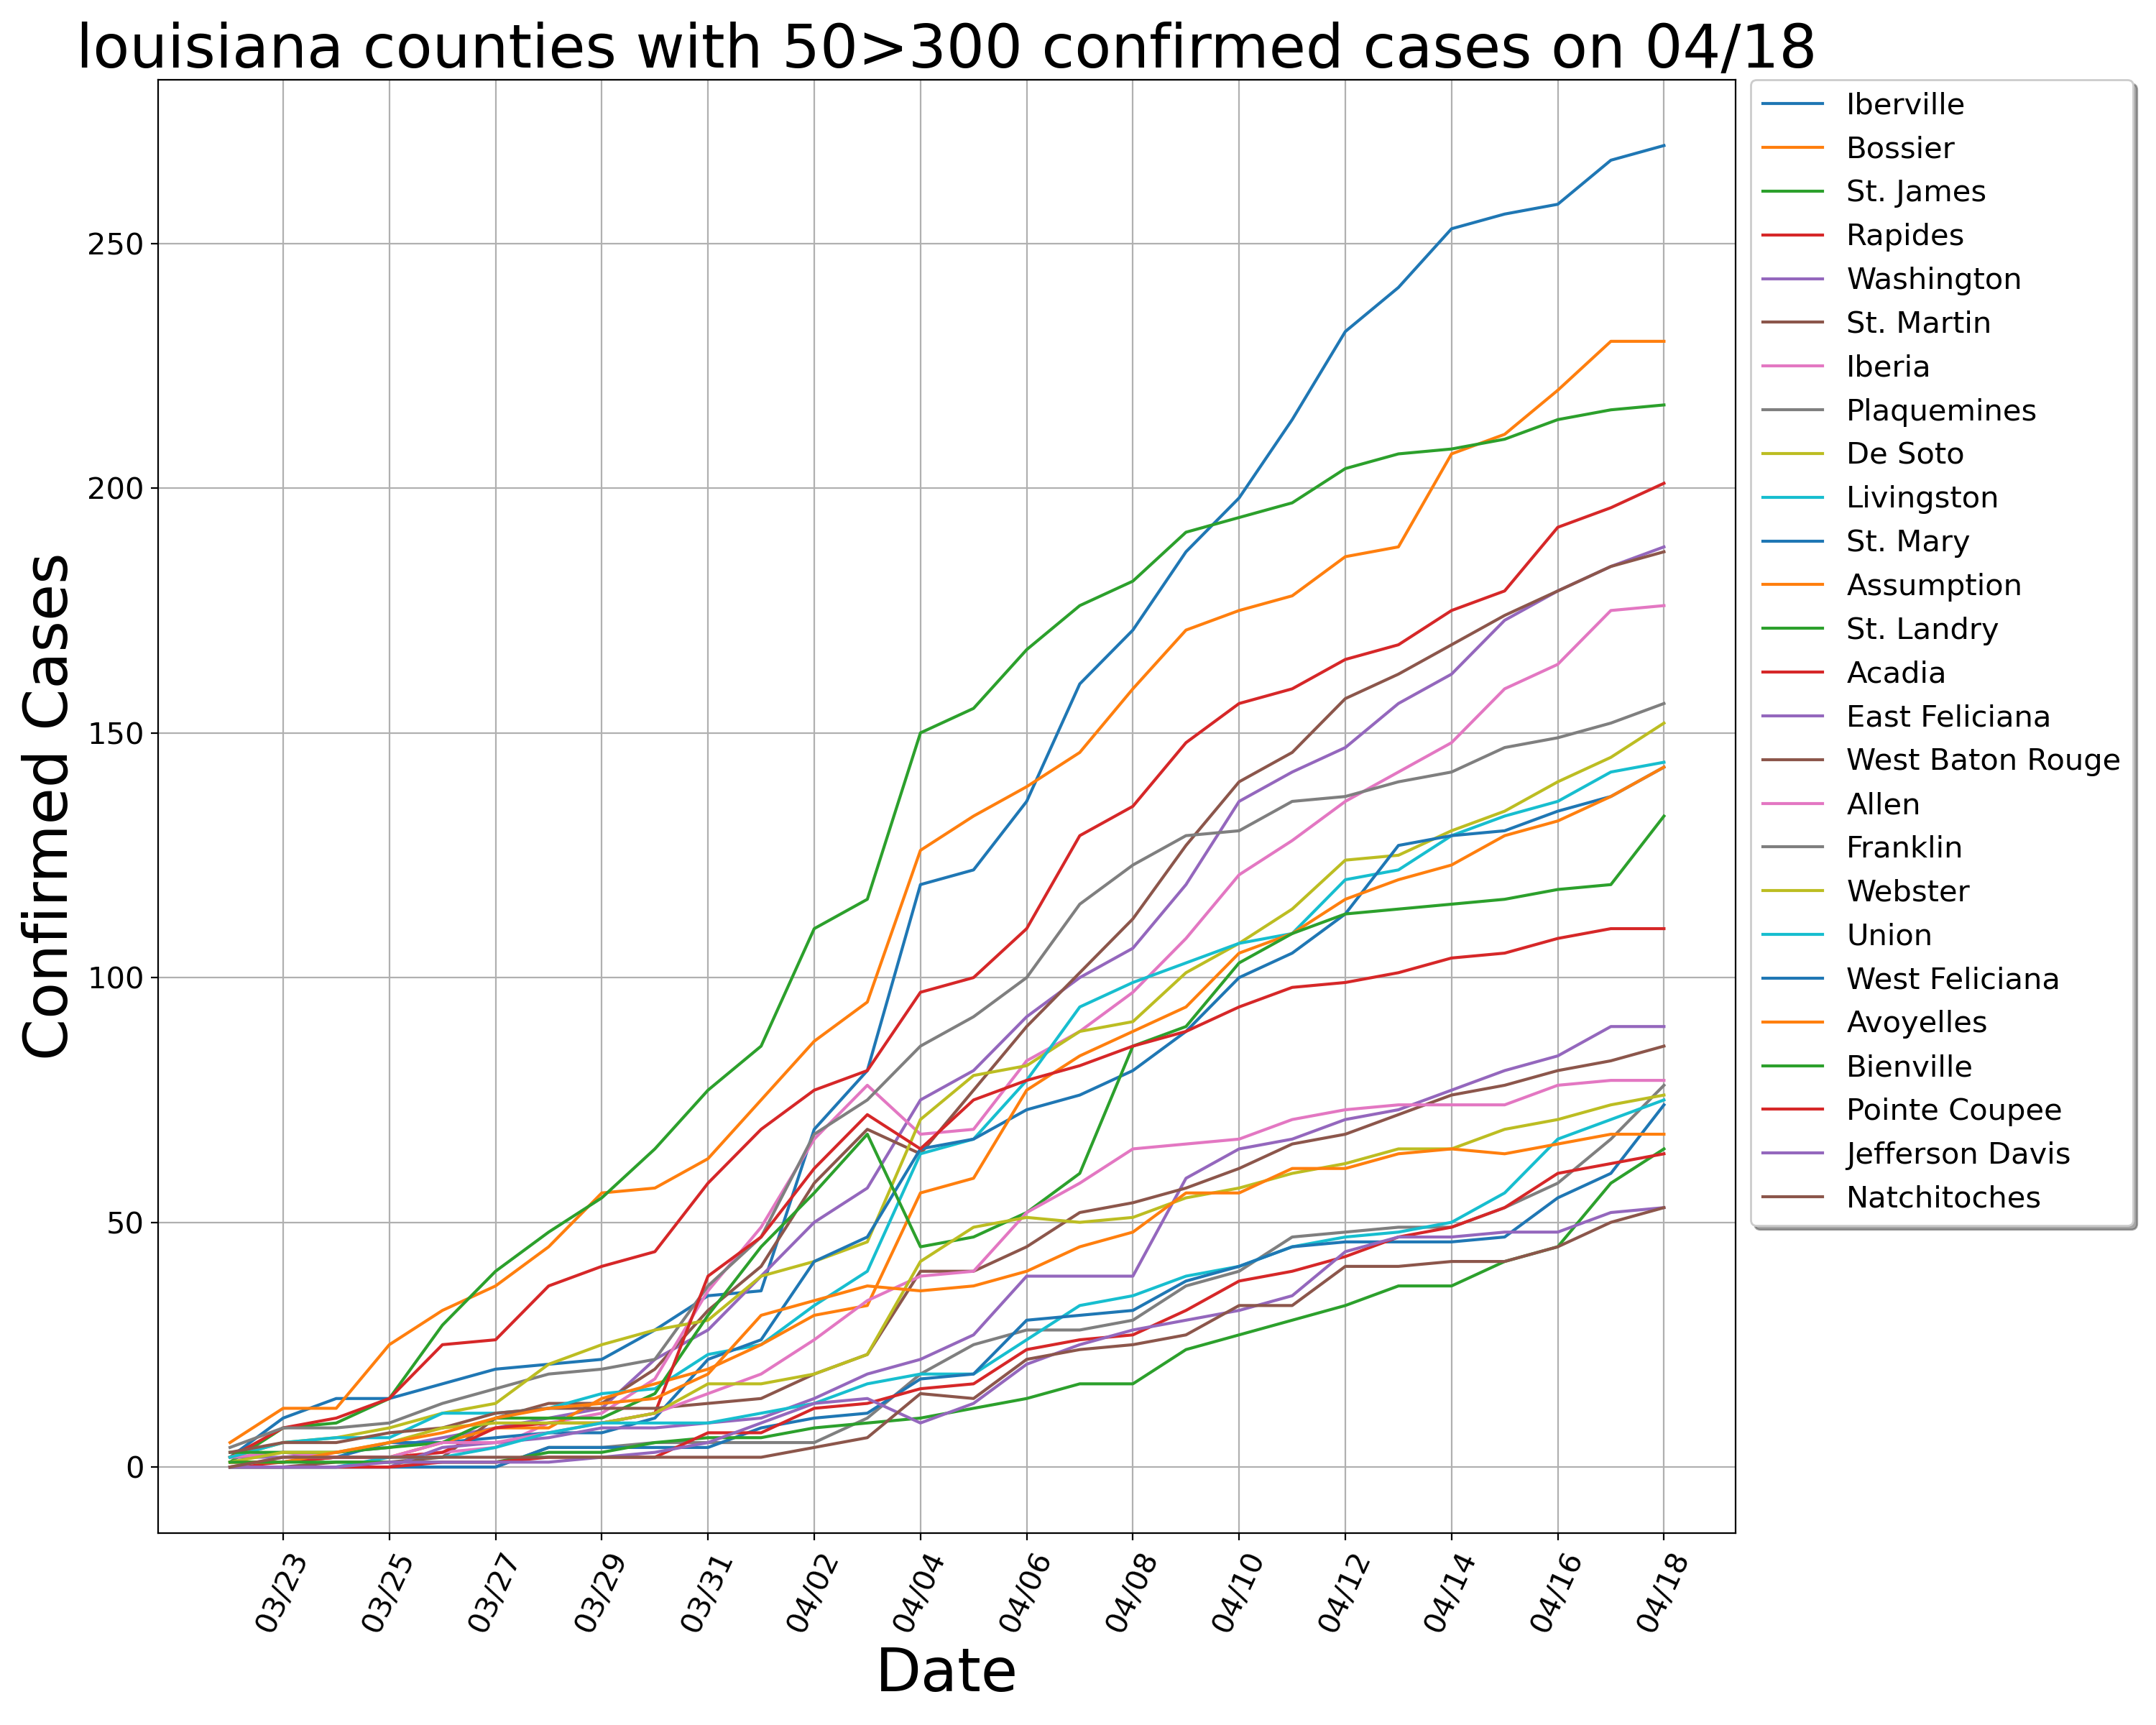 louisiana counties with 50>300 confirmed cases on 04/18
Iberville
Bossier
St. James
Rapides
Washington
St. Martin
Iberia
Plaquemines
De Soto
Livingston
St. Mary
Assumption
St. Landry
Acadia
East Feliciana
West Baton Rouge
Allen
Franklin
Webster
Union
West Feliciana
Avoyelles
Bienville
Pointe Coupee
Jefferson Davis
Natchitoches
Confirmed Cases
250
200
150
100
50
0
03/23
03/25
03/27
03/29
03/31
04/02
04/04
04/06
04/08
04/10
04/12
04/14
04/16
04/18
Date